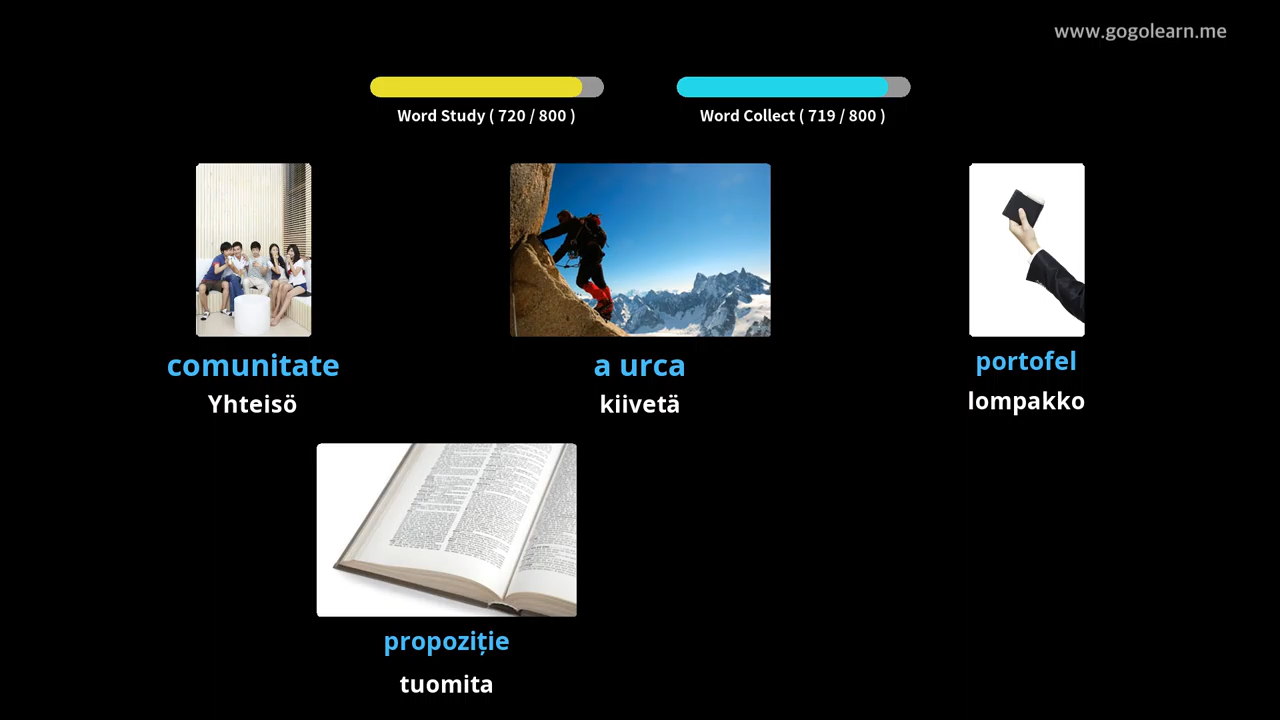 www.gogolearn.me
Word Study ( 720 / 800 )
Word Collect ( 719 / 800 )
comunitate
Yhteisö
a urca
kiivetä
portofel
lompakko
propoziție
tuomita